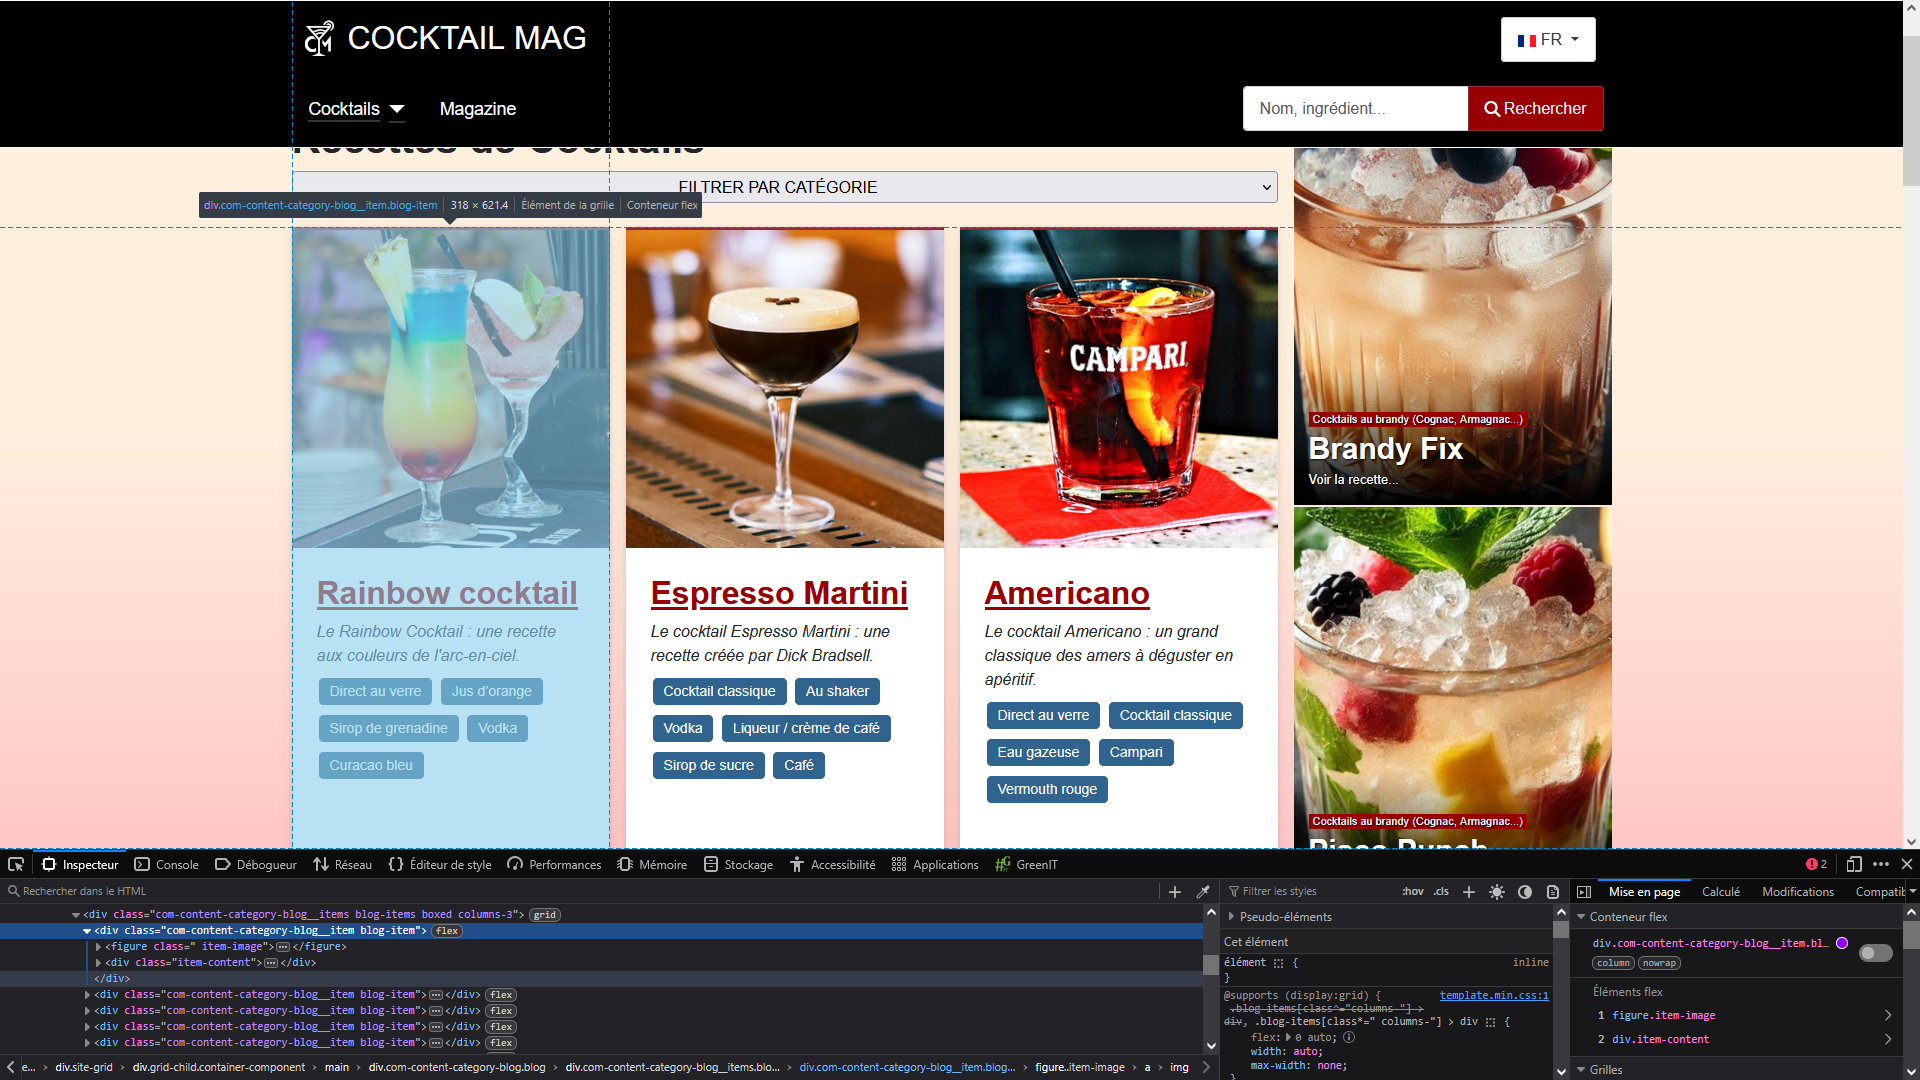 COCKTAIL MAG
FR
Cocktails
Magazine
Nom, ingrédient...
Rechercher
Recettes de Cocktails
FILTRER PAR CATÉGORIE
div.com-content-category-blog__item.blog-item 318 × 621.4 Élément de la grille Conteneur flex
CAMPARI
Rainbow cocktail
Le Rainbow Cocktail : une recette
aux couleurs de l'arc-en-ciel.
Direct au verre Jus d'orange
Sirop de grenadine Vodka
Curacao bleu
Espresso Martini
Le cocktail Espresso Martini : une
recette créée par Dick Bradsell.
Cocktail classique Au shaker
Vodka Liqueur / crème de café
Sirop de sucre Café
Americano
Le cocktail Americano : un grand
classique des amers à déguster en
apéritif.
Direct au verre Cocktail classique
Eau gazeuse Campari
Vermouth rouge
Cocktails au brandy (Cognac, Armagnac...)
Brandy Fix
Voir la recette...
Cocktails au brandy (Cognac, Armagnac...)
Pisco Punch
Inspecteur Console Débogueur Réseau Éditeur de style Performances Mémoire Stockage Accessibilité Applications GreenIT 2
Rechercher dans le HTML
<div class="com-content-category-blog__items blog-items boxed columns-3"> grid
<div class="com-content-category-blog__item blog-item"> flex
<figure class=" item-image"> </figure>
<div class="item-content"> </div>
</div>
<div class="com-content-category-blog__item blog-item"> </div> flex
<div class="com-content-category-blog__item blog-item"> </div> flex
<div class="com-content-category-blog__item blog-item"> </div> flex
<div class="com-content-category-blog__item blog-item"> </div> flex
e... div.site-grid div.grid-child.container-component main div.com-content-category-blog.blog div.com-content-category-blog__items.blo... div.com-content-category-blog__item.blog... figure..item-image a img
Filtrer les styles :hov .cls
Pseudo-éléments
Cet élément
élément { inline
}
@supports (display:grid) { template.min.css:1
.blog-items[class^="columns-"] >
div, .blog-items[class*=" columns-"] > div {
flex: 0 auto;
width: auto;
max-width: none;
}
Mise en page Calculé Modifications Compatib
Conteneur flex
div.com-content-category-blog__item.bl...
column nowrap
Éléments flex
1 figure.item-image
2 div.item-content
Grilles